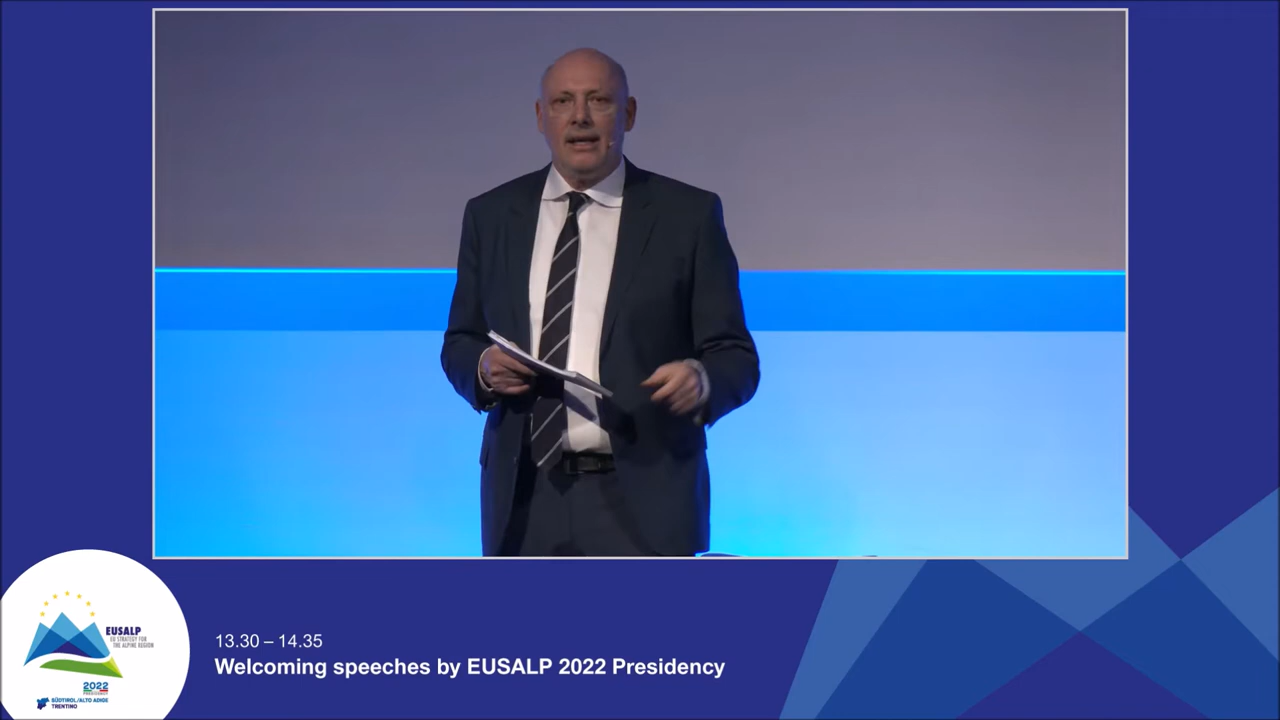 13.30 – 14.35
Welcoming speeches by EUSALP 2022 Presidency
EUSALP
EU STRATEGY FOR
THE ALPINE REGION
2022
PRESIDENCY
SÜDTIROL/ALTO ADIGE
TRENTINO